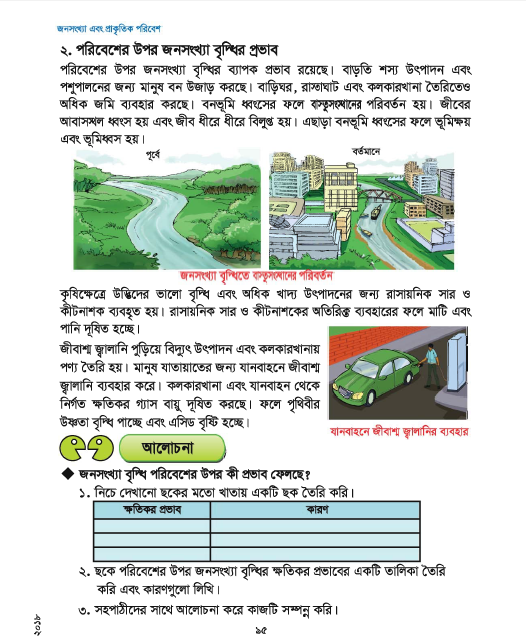 জনসংখ্যা এবং প্রাকৃতিক পরিবেশ
২. পরিবেশের উপর জনসংখ্যা বৃদ্ধির প্রভাব
পরিবেশের উপর জনসংখ্যা বৃদ্ধির ব্যাপক প্রভাব রয়েছে। বাড়তি শস্য উৎপাদন এবং
পশুপালনের জন্য মানুষ বন উজাড় করছে। বাড়িঘর, রাস্তাঘাট এবং কলকারখানা তৈরিতেও
অধিক জমি ব্যবহার করছে। বনভূমি ধ্বংসের ফলে বাস্তুসংস্থানের পরিবর্তন হয়। জীবের
আবাসস্থল ধ্বংস হয় এবং জীব ধীরে ধীরে বিলুপ্ত হয়। এছাড়া বনভূমি ধ্বংসের ফলে ভূমিক্ষয়
এবং ভূমিধ্বস হয়।
পূর্বে
বর্তমানে
জনসংখ্যা বৃদ্ধিতে বাস্তুসংস্থানের পরিবর্তন
কৃষিক্ষেত্রে উদ্ভিদের ভালো বৃদ্ধি এবং অধিক খাদ্য উৎপাদনের জন্য রাসায়নিক সার ও
কীটনাশক ব্যবহৃত হয়। রাসায়নিক সার ও কীটনাশকের অতিরিক্ত ব্যবহারের ফলে মাটি এবং
পানি দূষিত হচ্ছে।
জীবাশ্ম জ্বালানি পুড়িয়ে বিদ্যুৎ উৎপাদন এবং কলকারখানায়
পণ্য তৈরি হয়। মানুষ যাতায়াতের জন্য যানবাহনে জীবাশ্ম
জ্বালানি ব্যবহার করে। কলকারখানা এবং যানবাহন থেকে
নির্গত ক্ষতিকর গ্যাস বায়ু দূষিত করছে। ফলে পৃথিবীর
উষ্ণতা বৃদ্ধি পাচ্ছে এবং এসিড বৃষ্টি হচ্ছে।
যানবাহনে জীবাশ্ম জ্বালানির ব্যবহার
আলোচনা
◆ জনসংখ্যা বৃদ্ধি পরিবেশের উপর কী প্রভাব ফেলছে?
১. নিচে দেখানো ছকের মতো খাতায় একটি ছক তৈরি করি।
ক্ষতিকর প্রভাব
কারণ
২. ছকে পরিবেশের উপর জনসংখ্যা বৃদ্ধির ক্ষতিকর প্রভাবের একটি তালিকা তৈরি
করি এবং কারণগুলো লিখি।
৩. সহপাঠীদের সাথে আলোচনা করে কাজটি সম্পন্ন করি।
২০১৮
৯৫